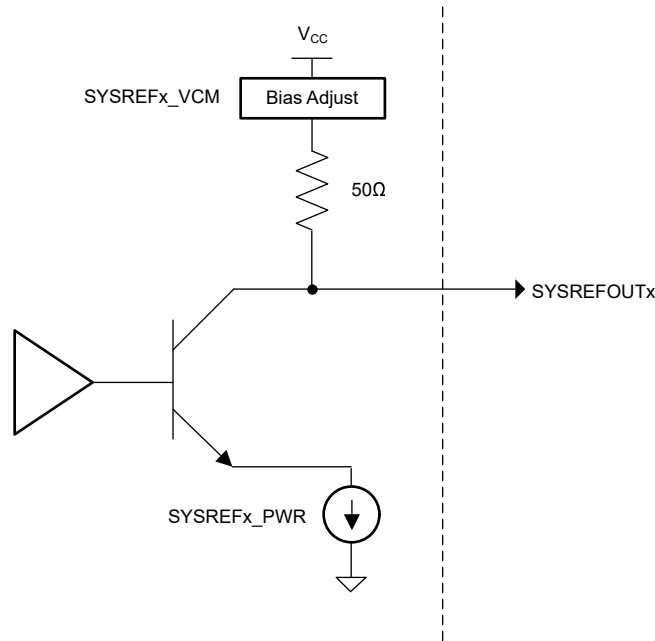 VCC
SYSREFx_VCM
Bias Adjust
50Ω
SYSREFOUTx
SYSREFx_PWR